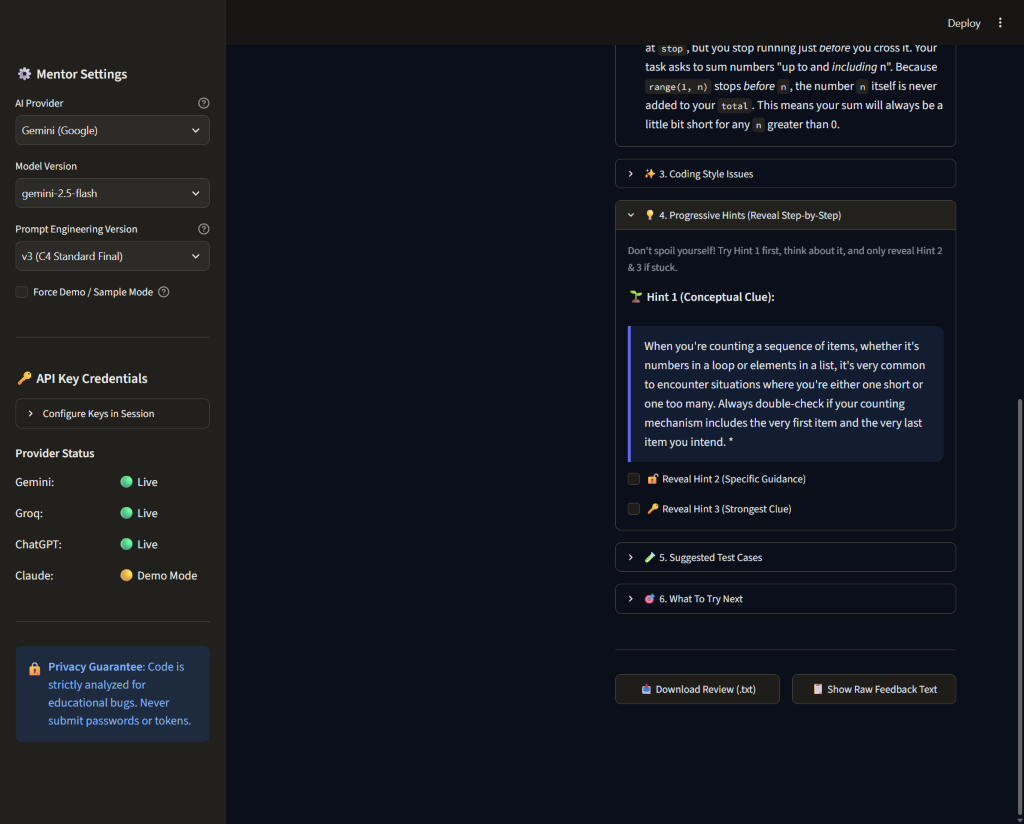 Deploy
Mentor Settings
AI Provider
Gemini (Google)
Model Version
gemini-2.5-flash
Prompt Engineering Version
v3 (C4 Standard Final)
Force Demo / Sample Mode
API Key Credentials
Configure Keys in Session
Provider Status
Gemini: Live
Groq: Live
ChatGPT: Live
Claude: Demo Mode
Privacy Guarantee: Code is
strictly analyzed for
educational bugs. Never
submit passwords or tokens.
at stop, but you stop running just before you cross it. Your
task asks to sum numbers "up to and including n". Because
range(1, n) stops before n, the number n itself is never
added to your total. This means your sum will always be a
little bit short for any n greater than 0.
3. Coding Style Issues
4. Progressive Hints (Reveal Step-by-Step)
Don't spoil yourself! Try Hint 1 first, think about it, and only reveal Hint 2
& 3 if stuck.
Hint 1 (Conceptual Clue):
When you're counting a sequence of items, whether it's
numbers in a loop or elements in a list, it's very common
to encounter situations where you're either one short or
one too many. Always double-check if your counting
mechanism includes the very first item and the very last
item you intend. *
Reveal Hint 2 (Specific Guidance)
Reveal Hint 3 (Strongest Clue)
5. Suggested Test Cases
6. What To Try Next
Download Review (.txt)
Show Raw Feedback Text